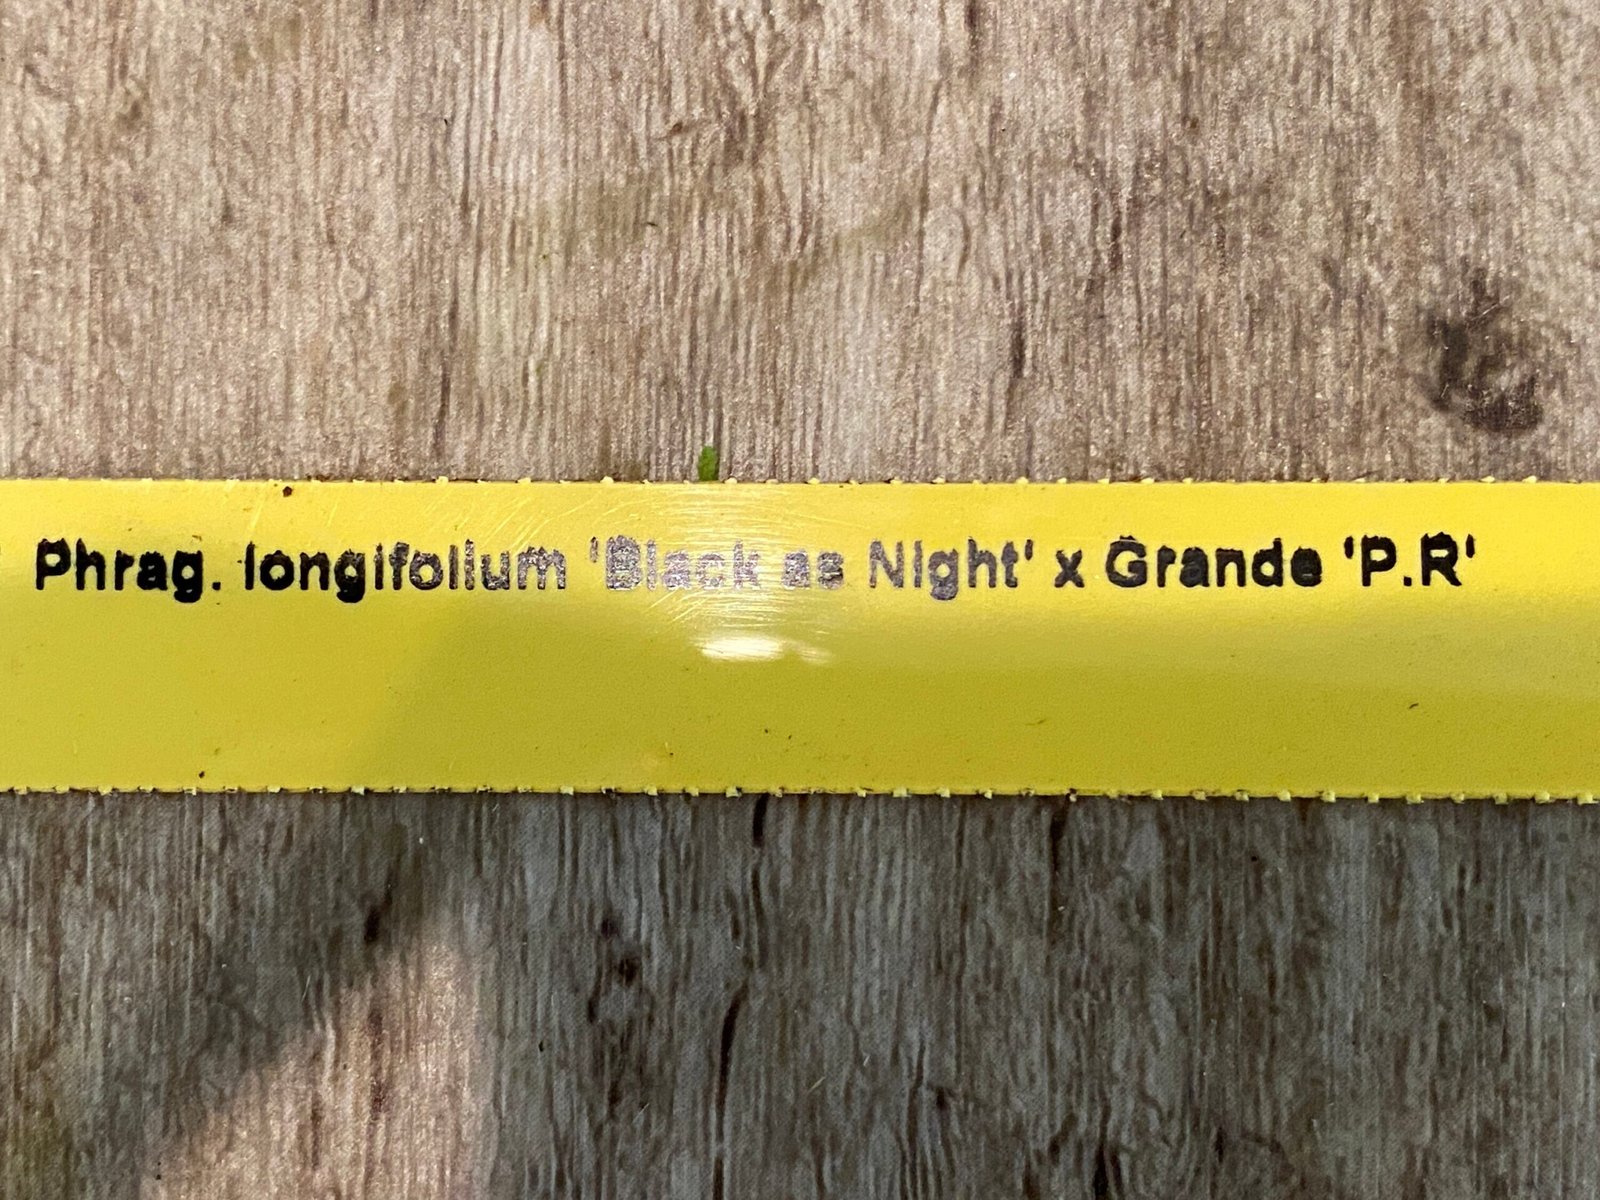 Phrag. longifolium 'Black as Night' x Grande 'P.R'